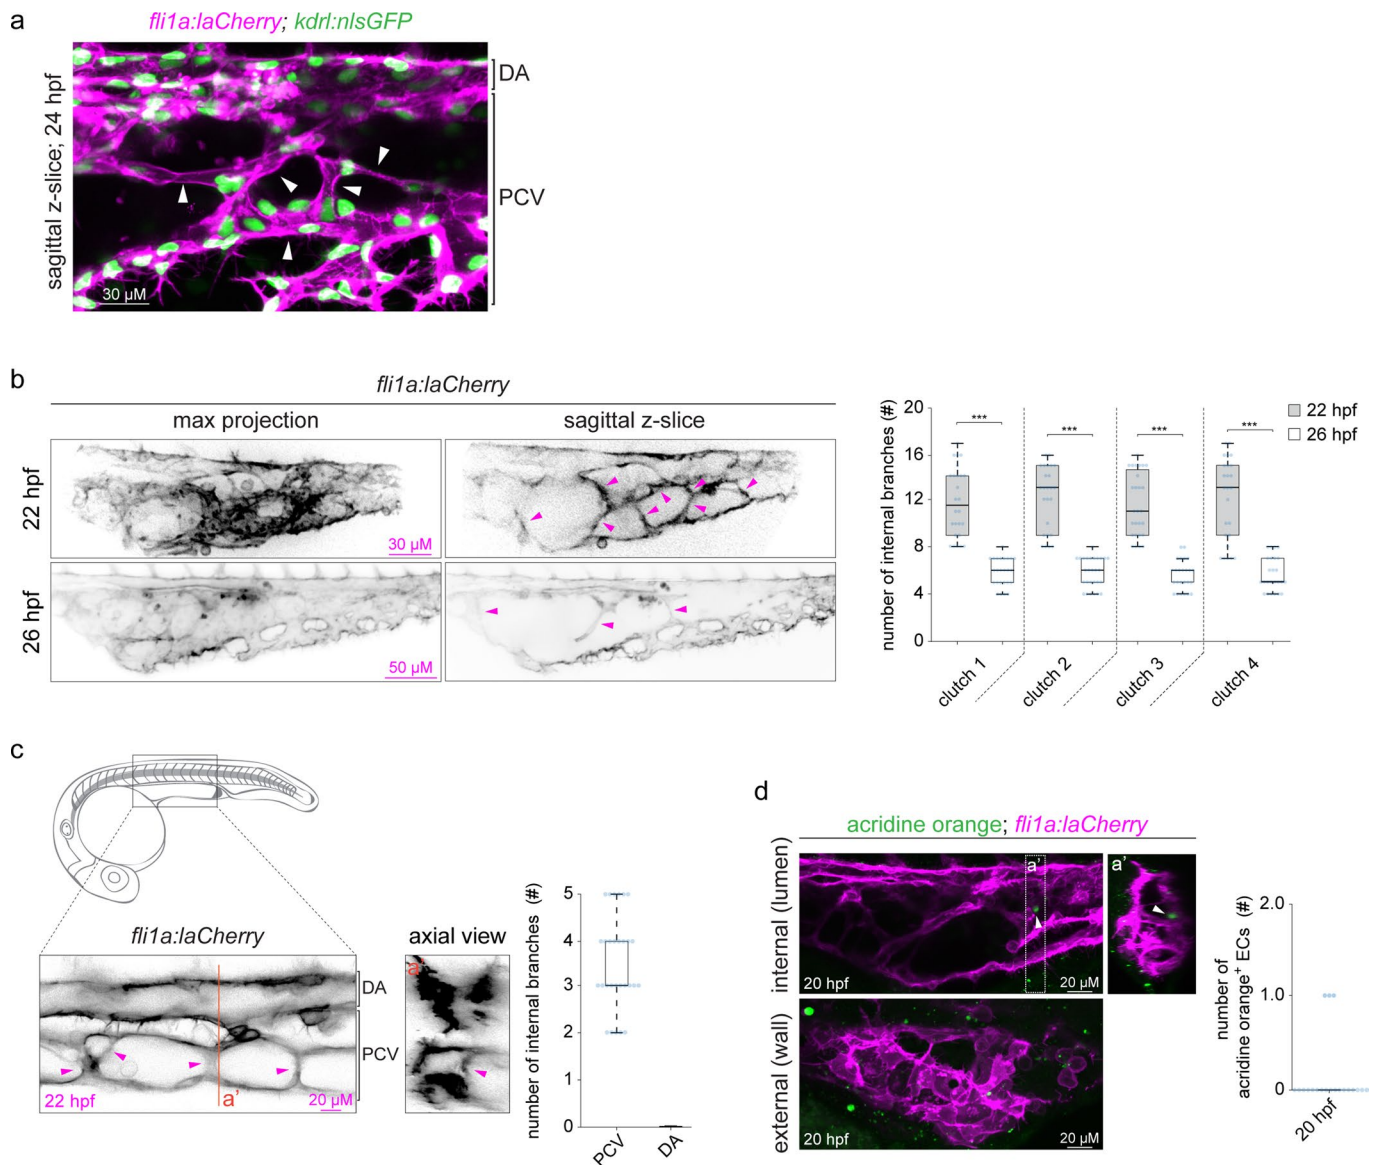 a
fli1a:laCherry; kdrl:nlsGFP
sagittal z-slice; 24 hpf
DA
PCV
30 µM
b
fli1a:laCherry
max projection
sagittal z-slice
22 hpf
30 µM
26 hpf
50 µM
number of internal branches (#)
20
16
12
8
4
0
***
***
***
***
22 hpf
26 hpf
clutch 1
clutch 2
clutch 3
clutch 4
c
fli1a:laCherry
DA
PCV
22 hpf
a'
20 µM
axial view
a'
number of internal branches (#)
5
4
3
2
1
0
PCV
DA
d
acridine orange; fli1a:laCherry
internal (lumen)
a'
20 hpf
20 µM
a'
external (wall)
20 hpf
20 µM
number of
acridine orange+ ECs (#)
2.0
1.0
0
20 hpf